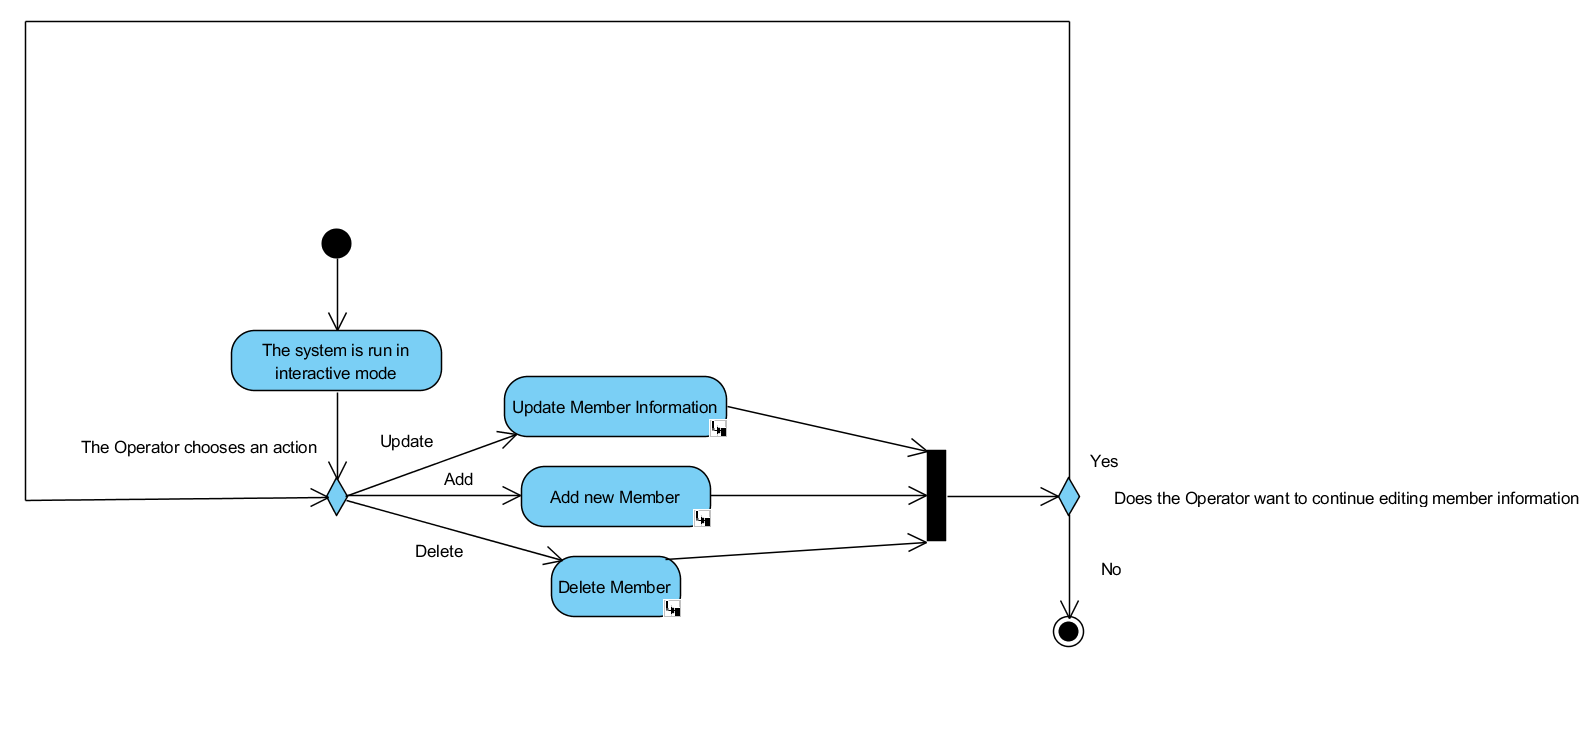 The system is run in
interactive mode
The Operator chooses an action
Update
Update Member Information
Add
Add new Member
Delete
Delete Member
Yes
Does the Operator want to continue editing member information
No